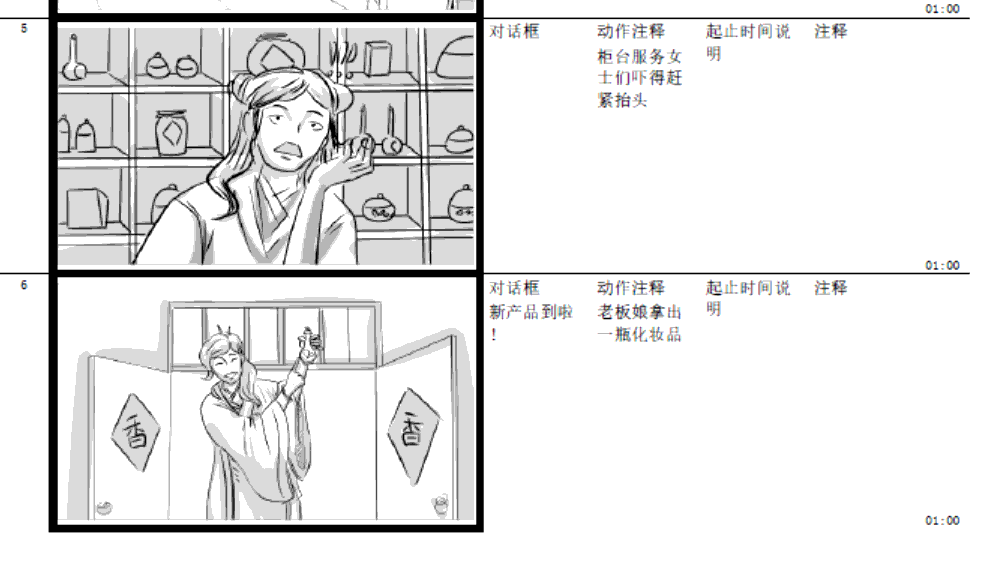 01:00
5
对话框
动作注释
起止时间说
明
注释
柜台服务女
士们吓得赶
紧抬头
01:00
6
对话框
动作注释
起止时间说
明
注释
新产品到啦
！
老板娘拿出
一瓶化妆品
香
香
01:00